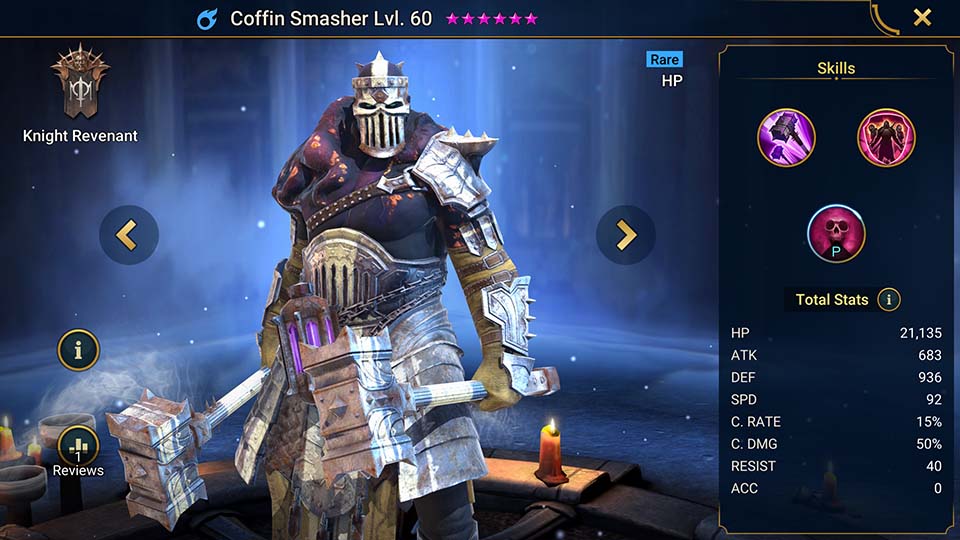 Coffin Smasher Lvl. 60
Knight Revenant
Rare
HP
1
Reviews
Skills
P
Total Stats
HP 21,135
ATK 683
DEF 936
SPD 92
C. RATE 15%
C. DMG 50%
RESIST 40
ACC 0